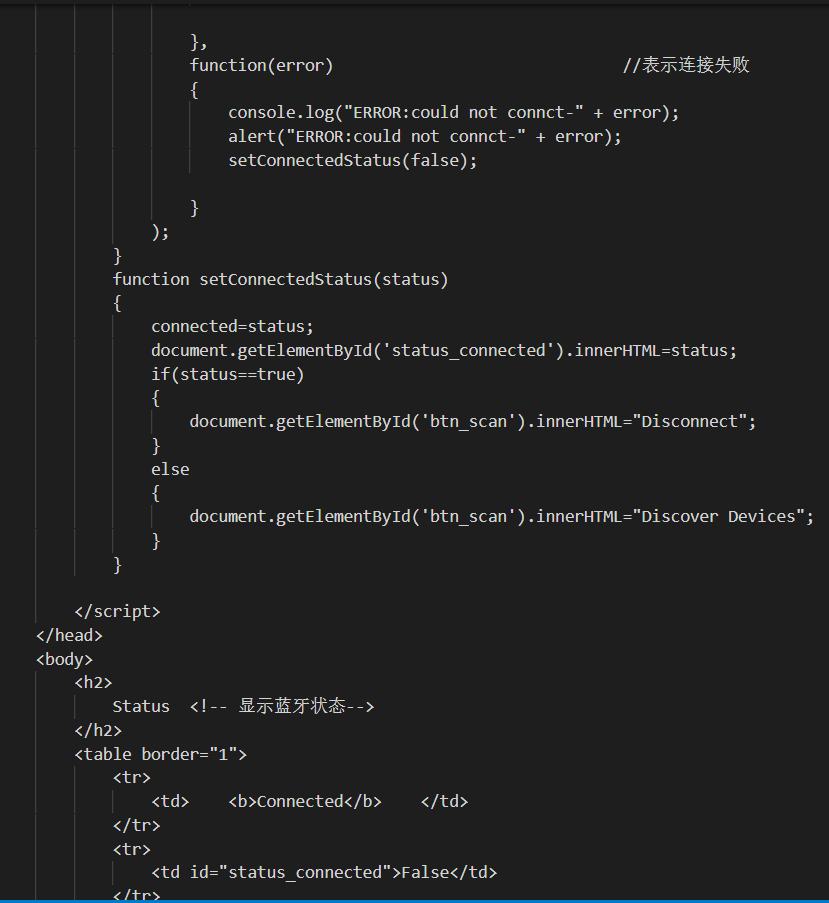 },
function(error) //表示连接失败
{
console.log("ERROR:could not connct-" + error);
alert("ERROR:could not connct-" + error);
setConnectedStatus(false);
}
);
}
function setConnectedStatus(status)
{
connected=status;
document.getElementById('status_connected').innerHTML=status;
if(status==true)
{
document.getElementById('btn_scan').innerHTML="Disconnect";
}
else
{
document.getElementById('btn_scan').innerHTML="Discover Devices";
}
}
</script>
</head>
<body>
<h2>
Status <!-- 显示蓝牙状态-->
</h2>
<table border="1">
<tr>
<td> <b>Connected</b> </td>
</tr>
<tr>
<td id="status_connected">False</td>
</tr>